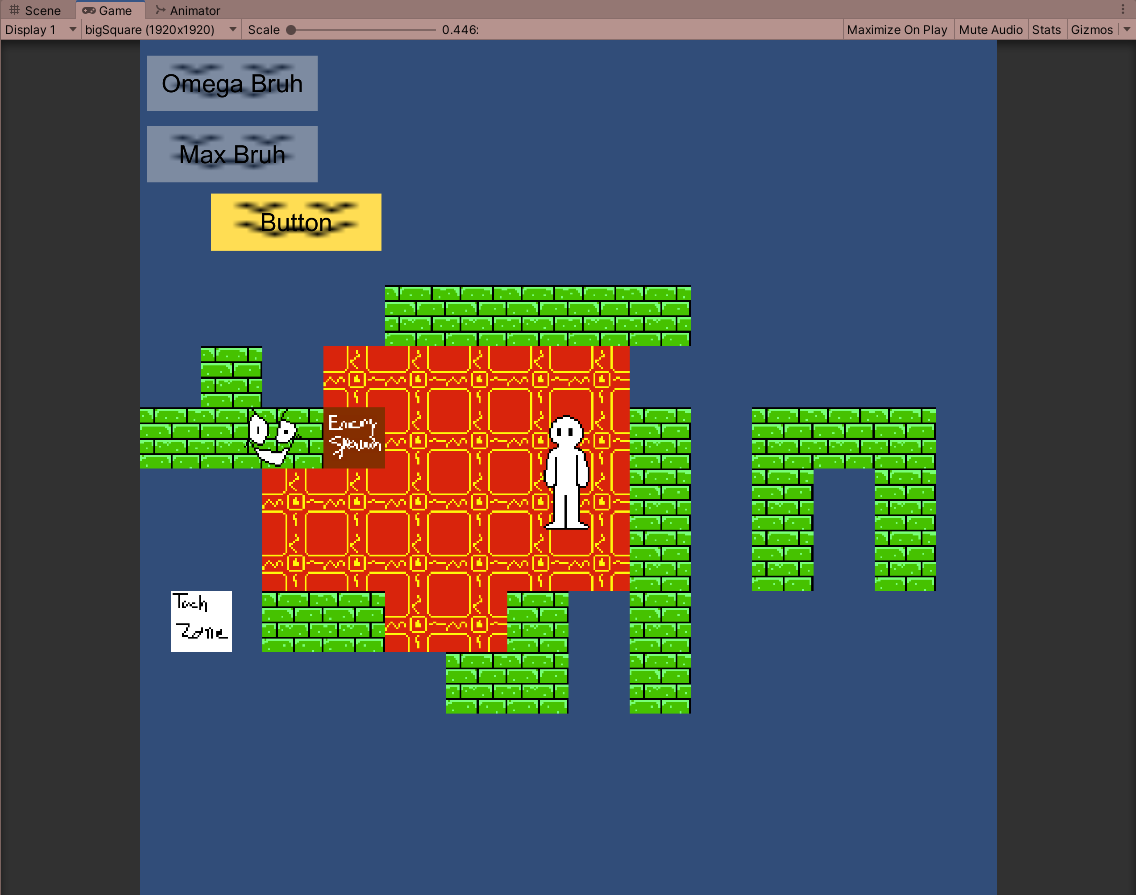 Scene Game Animator
Display 1 bigSquare (1920x1920) Scale 0.446: Maximize On Play Mute Audio Stats Gizmos
Omega Bruh
Max Bruh
Button
Enemy
Spawn
Zone